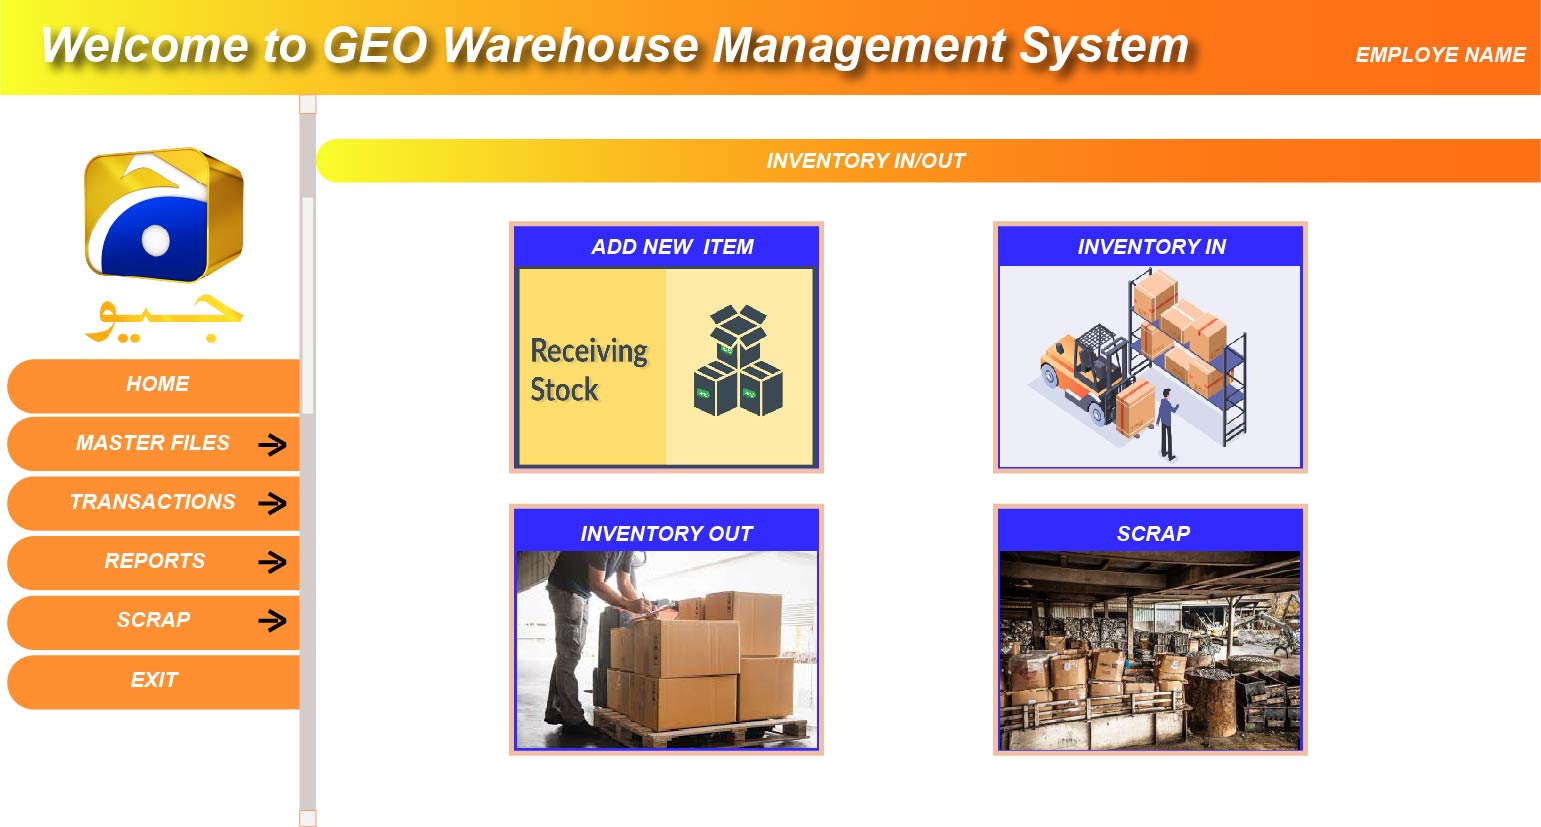 Welcome to GEO Warehouse Management System
EMPLOYE NAME
جيو
HOME
MASTER FILES
TRANSACTIONS
REPORTS
SCRAP
EXIT
INVENTORY IN/OUT
ADD NEW ITEM
Receiving
Stock
INVENTORY IN
INVENTORY OUT
SCRAP